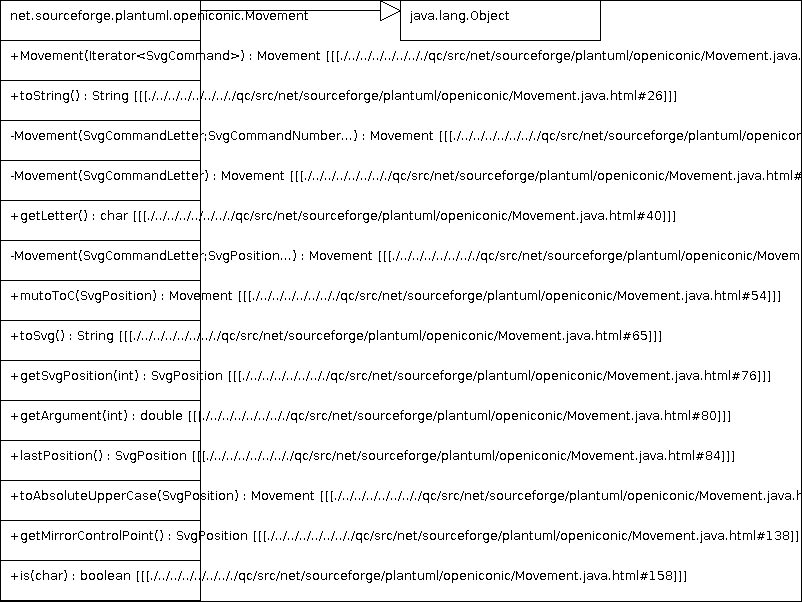 net.sourceforge.plantuml.openiconic.Movement
java.lang.Object
+Movement(Iterator<SvgCommand>) : Movement [[[./../../../../../../../qc/src/net/sourceforge/plantuml/openiconic/Movement.java.
+toString() : String [[[./../../../../../../../qc/src/net/sourceforge/plantuml/openiconic/Movement.java.html#26]]]
-Movement(SvgCommandLetter;SvgCommandNumber...) : Movement [[[./../../../../../../../qc/src/net/sourceforge/plantuml/openicon
-Movement(SvgCommandLetter) : Movement [[[./../../../../../../../qc/src/net/sourceforge/plantuml/openiconic/Movement.java.html#
+getLetter() : char [[[./../../../../../../../qc/src/net/sourceforge/plantuml/openiconic/Movement.java.html#40]]]
-Movement(SvgCommandLetter;SvgPosition...) : Movement [[[./../../../../../../../qc/src/net/sourceforge/plantuml/openiconic/Movem
+mutoToC(SvgPosition) : Movement [[[./../../../../../../../qc/src/net/sourceforge/plantuml/openiconic/Movement.java.html#54]]]
+toSvg() : String [[[./../../../../../../../qc/src/net/sourceforge/plantuml/openiconic/Movement.java.html#65]]]
+getSvgPosition(int) : SvgPosition [[[./../../../../../../../qc/src/net/sourceforge/plantuml/openiconic/Movement.java.html#76]]]
+getArgument(int) : double [[[./../../../../../../../qc/src/net/sourceforge/plantuml/openiconic/Movement.java.html#80]]]
+lastPosition() : SvgPosition [[[./../../../../../../../qc/src/net/sourceforge/plantuml/openiconic/Movement.java.html#84]]]
+toAbsoluteUpperCase(SvgPosition) : Movement [[[./../../../../../../../qc/src/net/sourceforge/plantuml/openiconic/Movement.java.h
+getMirrorControlPoint() : SvgPosition [[[./../../../../../../../qc/src/net/sourceforge/plantuml/openiconic/Movement.java.html#138]]]
+is(char) : boolean [[[./../../../../../../../qc/src/net/sourceforge/plantuml/openiconic/Movement.java.html#158]]]